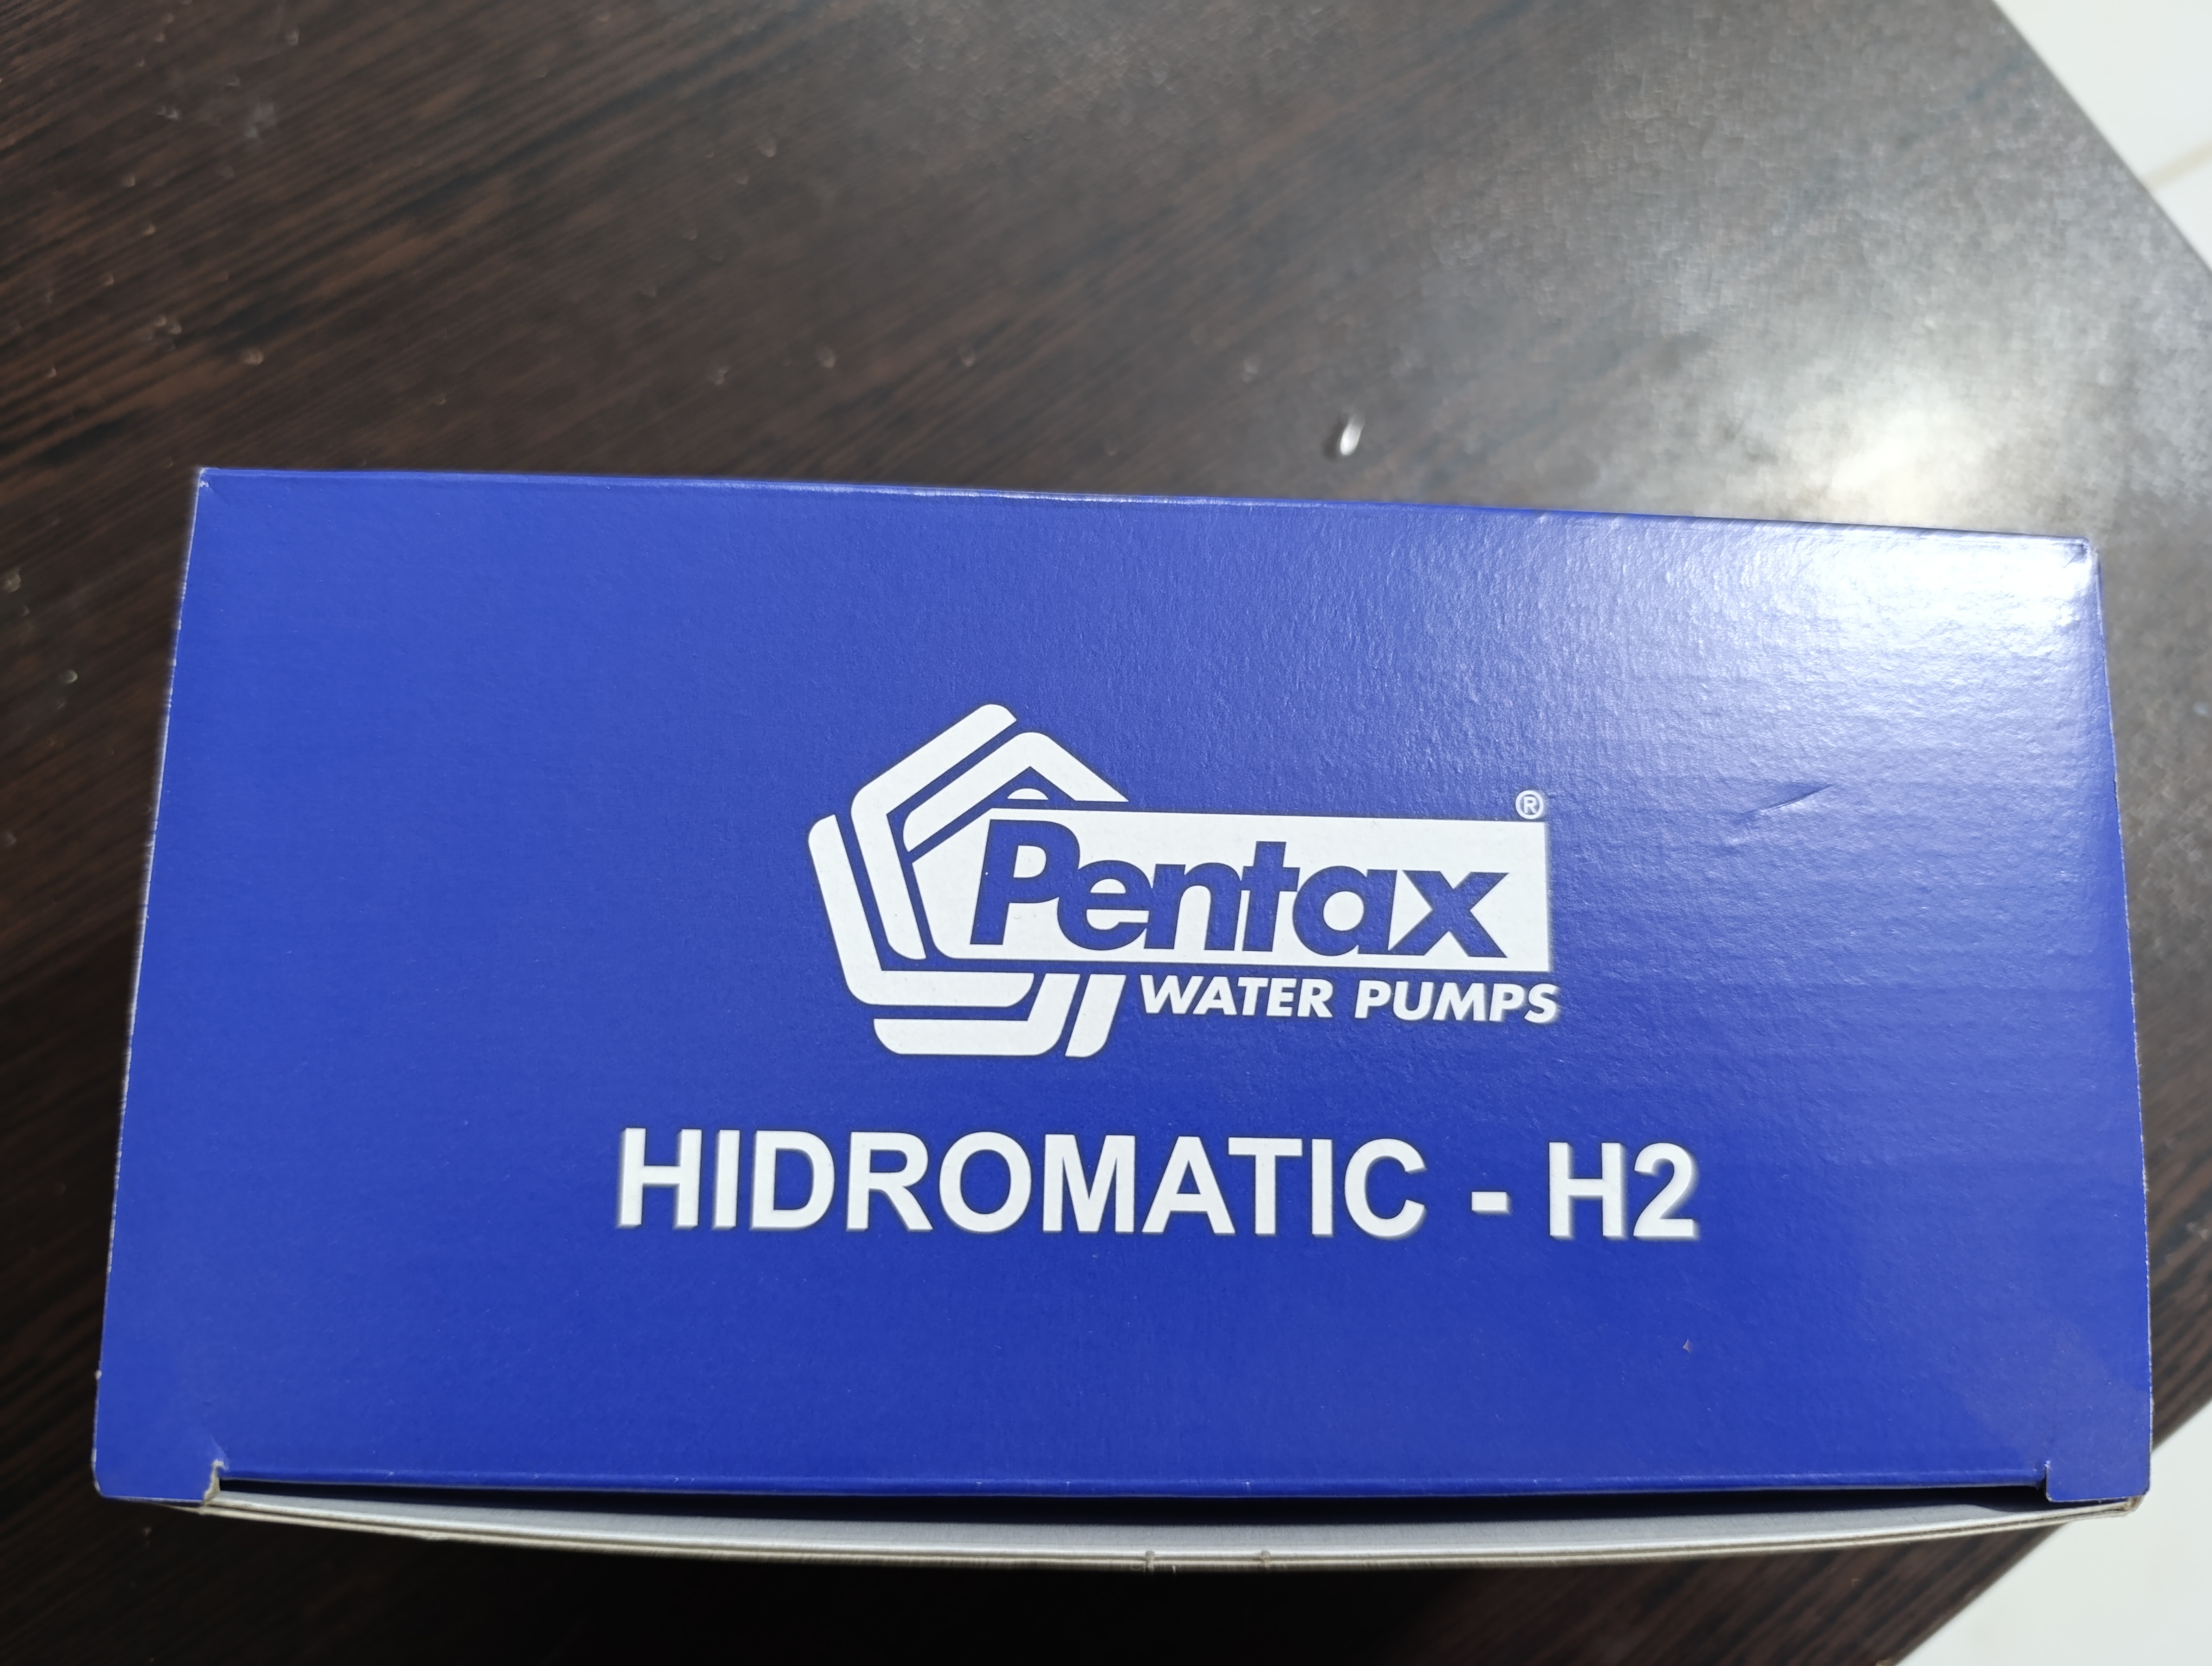 Pentax®
WATER PUMPS
HIDROMATIC - H2